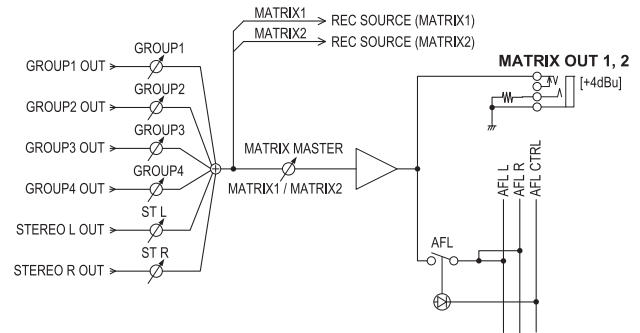 MATRIX1
REC SOURCE (MATRIX1)
MATRIX2
REC SOURCE (MATRIX2)
GROUP1
GROUP1 OUT
GROUP2
GROUP2 OUT
GROUP3
GROUP3 OUT
GROUP4
GROUP4 OUT
ST L
STEREO L OUT
ST R
STEREO R OUT
MATRIX MASTER
MATRIX1 / MATRIX2
MATRIX OUT 1, 2
[+4dBu]
AFL L
AFL R
AFL CTRL
AFL